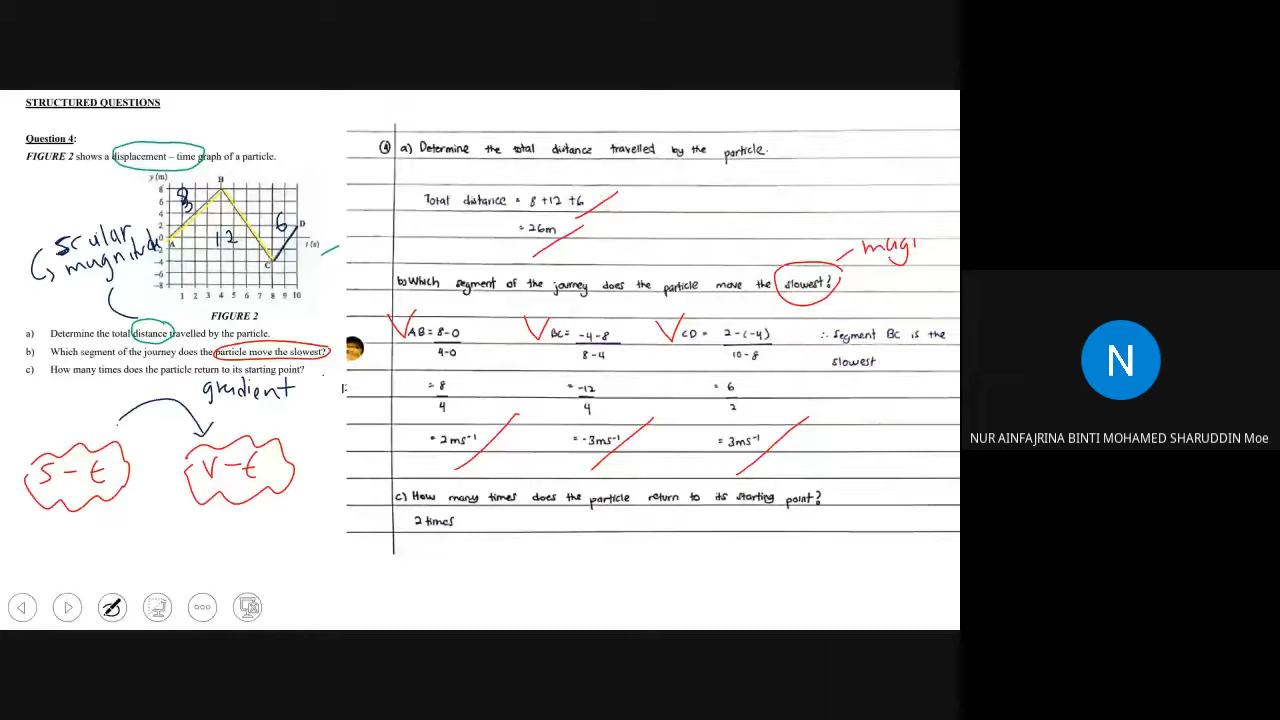 STRUCTURED QUESTIONS
Question 4:
FIGURE 2 shows a displacement – time graph of a particle.
y (m)
B
8
6
4
2
0
-2
-4
-6
-8
A
C
D
t (s)
1 2 3 4 5 6 7 8 9 10
8
12
6
scular
magnitude
FIGURE 2
a) Determine the total distance travelled by the particle.
b) Which segment of the journey does the particle move the slowest?
c) How many times does the particle return to its starting point?
gradient
s - t
v - t
a) Determine the total distance travelled by the particle.
Total distance = 8 + 12 + 6
= 26m
b) Which segment of the journey does the particle move the slowest?
magn
AB = 8-0
4-0
= 8
4
= 2 ms⁻¹
BC = -4-8
8-4
= -12
4
= -3ms⁻¹
CD = 2-(-4)
10-8
= 6
2
= 3ms⁻¹
∴ Segment BC is the
slowest
c) How many times does the particle return to its starting point?
2 times
N
NUR AINFAJRINA BINTI MOHAMED SHARUDDIN Moe